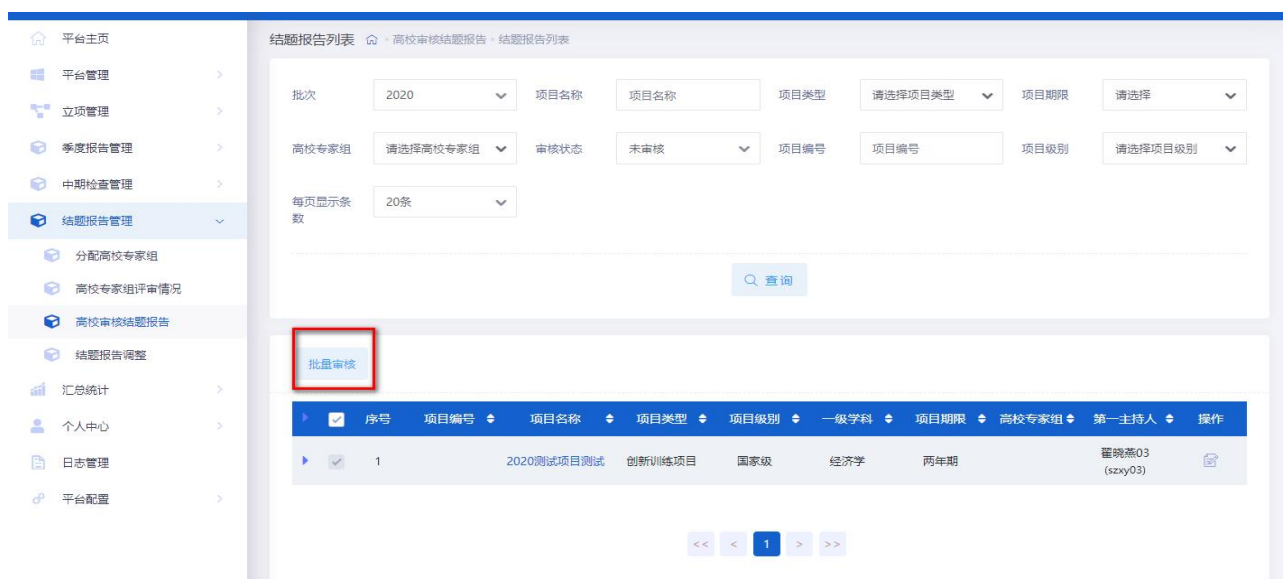 平台主页
平台管理
立项管理
季度报告管理
中期检查管理
结题报告管理
分配高校专家组
高校专家组评审情况
高校审核结题报告
结题报告调整
汇总统计
个人中心
日志管理
平台配置
结题报告列表 - 高校审核结题报告 - 结题报告列表
批次 2020 项目名称 项目名称 项目类型 请选择项目类型 项目期限 请选择
高校专家组 请选择高校专家组 审核状态 未审核 项目编号 项目编号 项目级别 请选择项目级别
每页显示条 20条
数
查询
批量审核
序号 项目编号 项目名称 项目类型 项目级别 一级学科 项目期限 高校专家组 第一主持人 操作
1 2020测试项目测试 创新训练项目 国家级 经济学 两年期 翟晓燕03
(szxy03)
<< < 1 > >>